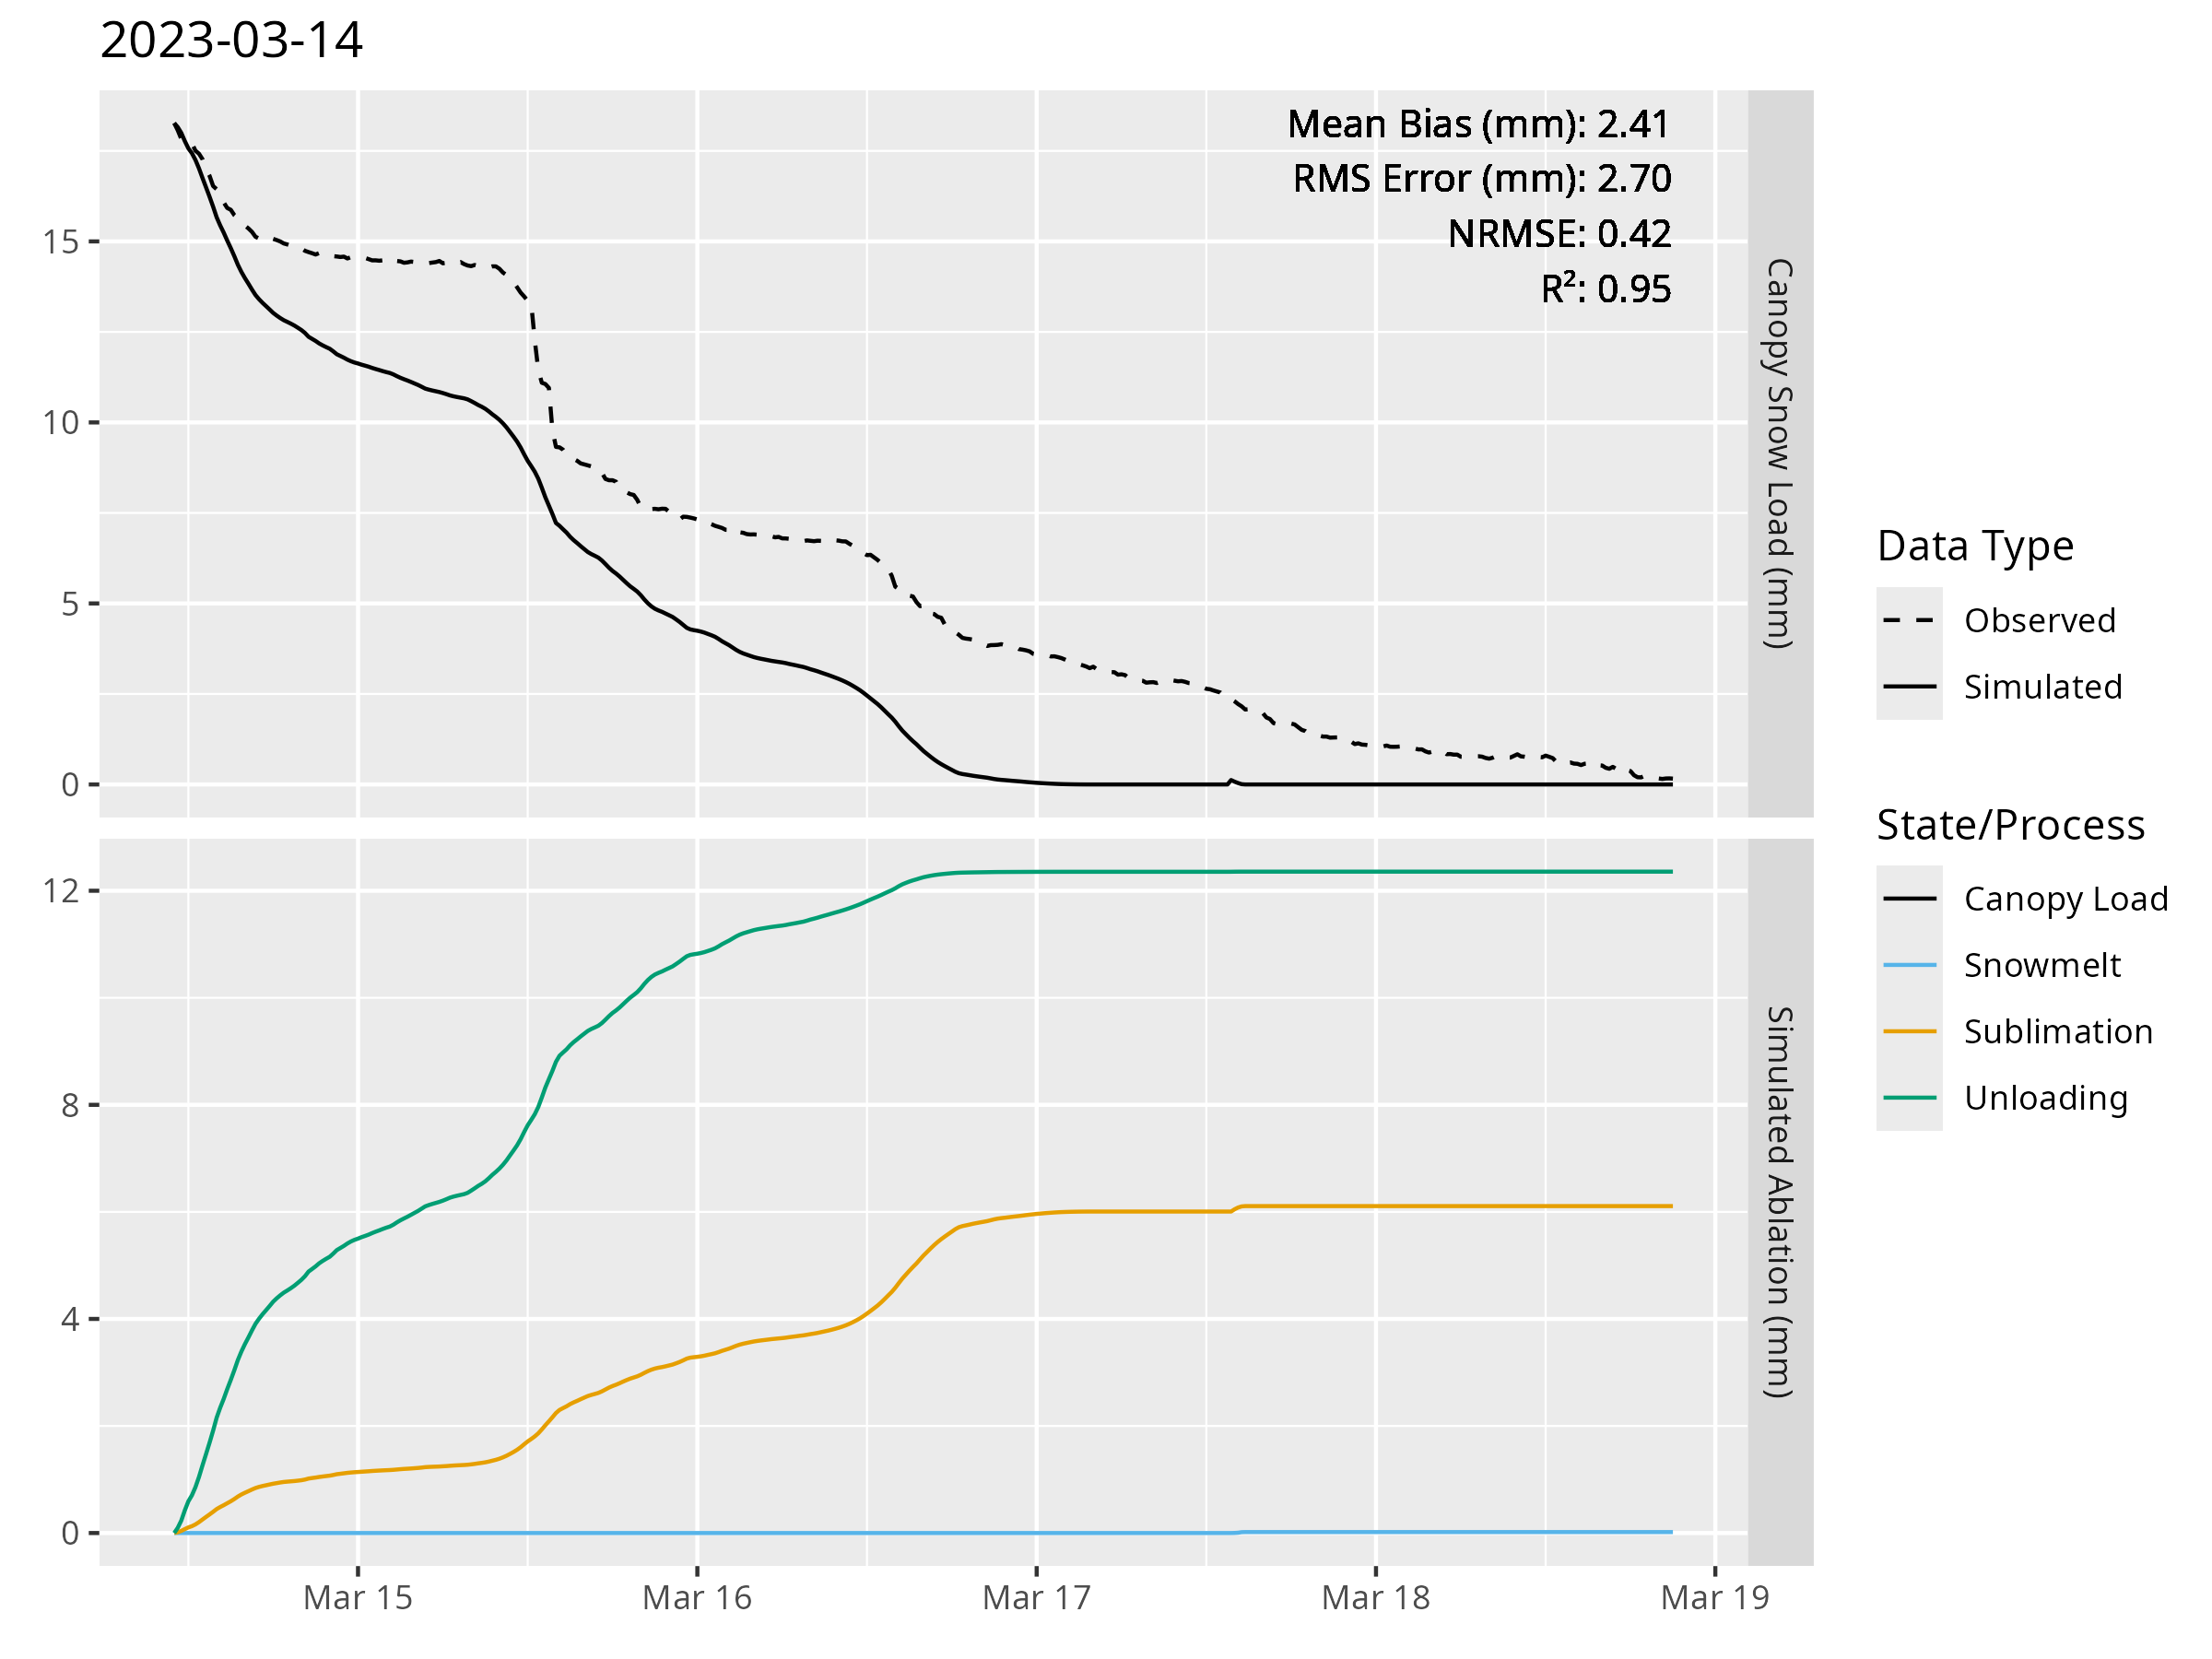 2023-03-14
Mean Bias (mm): 2.41
RMS Error (mm): 2.70
NRMSE: 0.42
R²: 0.95
15
10
5
0
Canopy Snow Load (mm)
12
8
4
0
Simulated Ablation (mm)
Mar 15
Mar 16
Mar 17
Mar 18
Mar 19
Data Type
Observed
Simulated
State/Process
Canopy Load
Snowmelt
Sublimation
Unloading